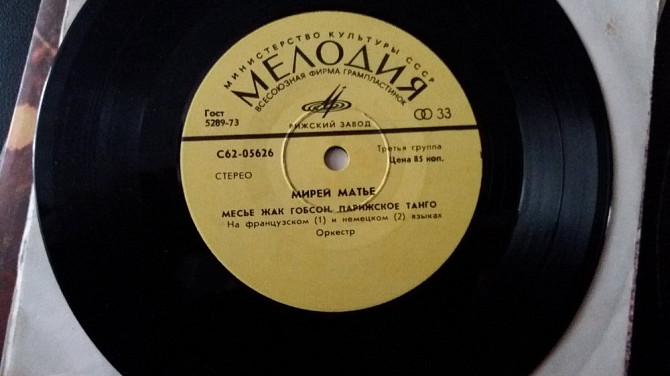 МИНИСТЕРСТВО КУЛЬТУРЫ СССР
МЕЛОДИЯ
ВСЕСОЮЗНАЯ ФИРМА ГРАМПЛАСТИНОК
Гост
5289-73
33
РИЖСКИЙ ЗАВОД
С62-05626
Третья группа
Цена 85 коп.
СТЕРЕО
МИРЕЙ МАТЬЕ
МЕСЬЕ ЖАК ГОБСОН, ПАРИЖСКОЕ ТАНГО
На французском (1) и немецком (2) языках
Оркестр